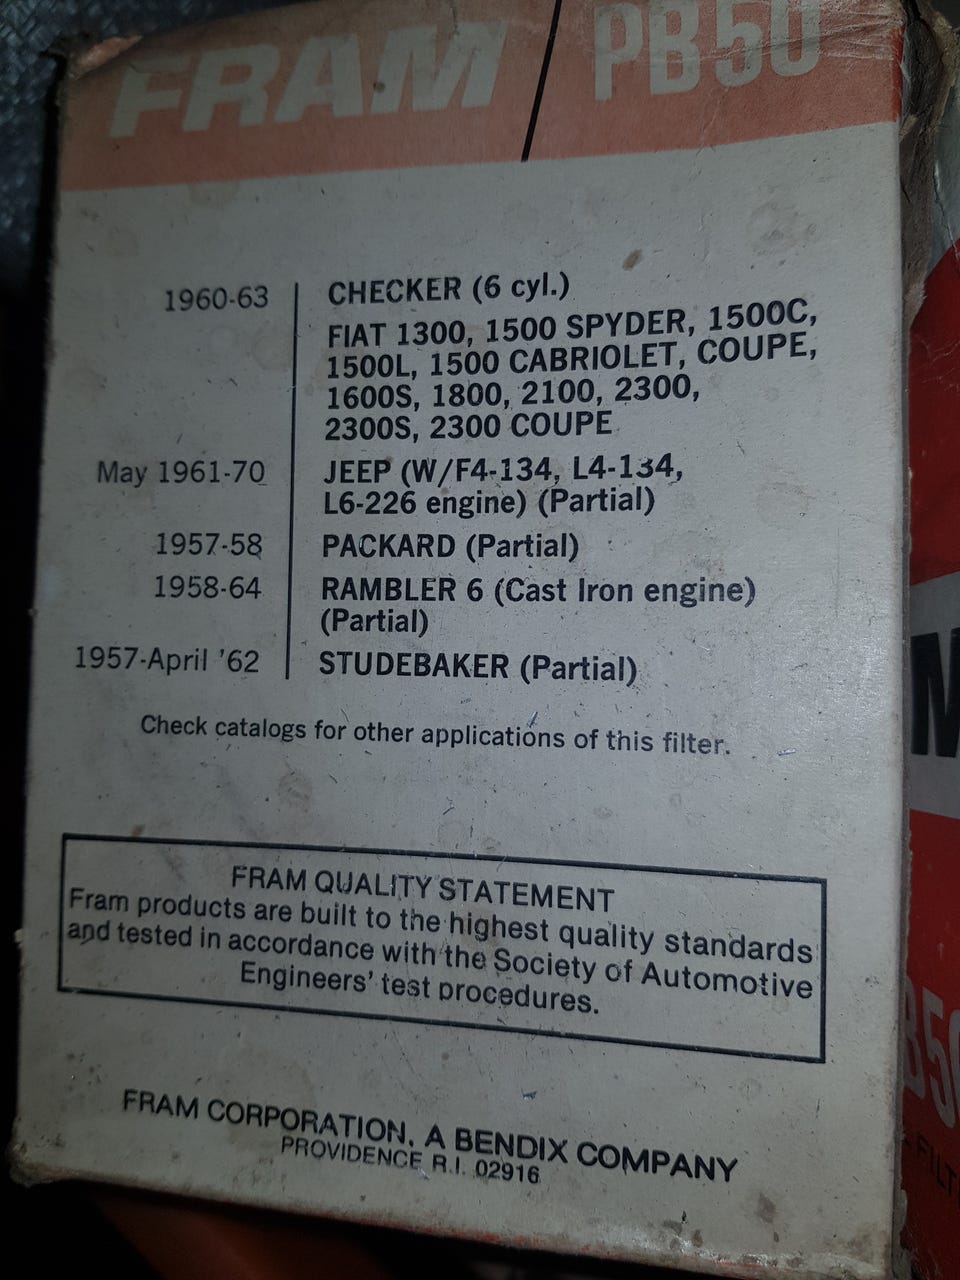 FRAM PB50
1960-63 CHECKER (6 cyl.)
FIAT 1300, 1500 SPYDER, 1500C,
1500L, 1500 CABRIOLET, COUPE,
1600S, 1800, 2100, 2300,
2300S, 2300 COUPE
May 1961-70 JEEP (W/F4-134, L4-134,
L6-226 engine) (Partial)
1957-58 PACKARD (Partial)
1958-64 RAMBLER 6 (Cast Iron engine)
(Partial)
1957-April '62 STUDEBAKER (Partial)
Check catalogs for other applications of this filter.
FRAM QUALITY STATEMENT
Fram products are built to the highest quality standards
and tested in accordance with the Society of Automotive
Engineers' test procedures.
FRAM CORPORATION, A BENDIX COMPANY
PROVIDENCE R.I. 02916